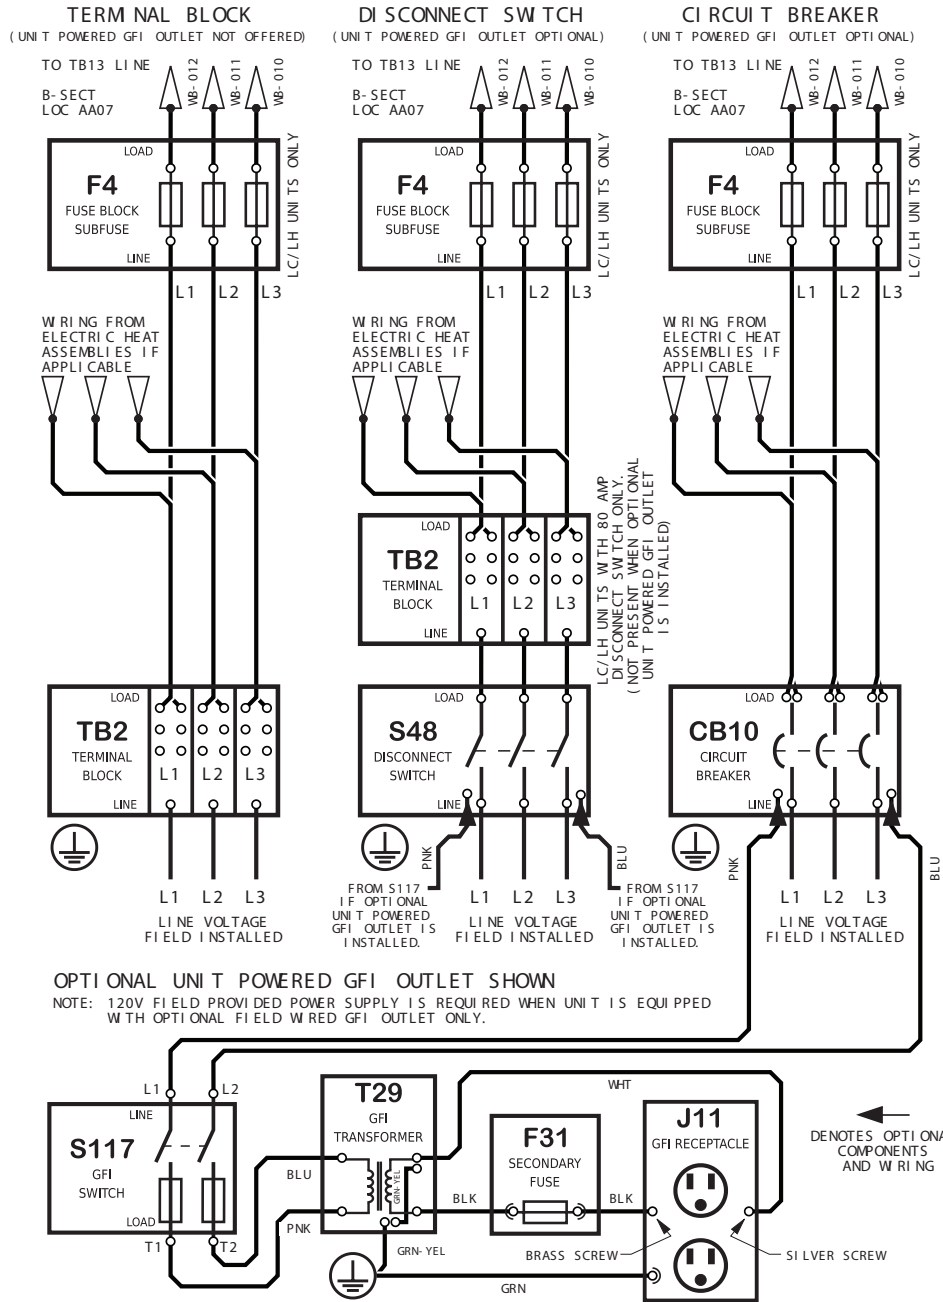 TERMINAL BLOCK
(UNIT POWERED GFI OUTLET NOT OFFERED)
TO TB13 LINE
B-SECT
LOC AA07
WB-012
WB-011
WB-010
LOAD
F4
FUSE BLOCK
SUBFUSE
LINE
LC/LH UNITS ONLY
L1
L2
L3
WIRING FROM
ELECTRIC HEAT
ASSEMBLIES IF
APPLICABLE
LOAD
TB2
TERMINAL
BLOCK
LINE
L1
L2
L3
L1
L2
L3
LINE VOLTAGE
FIELD INSTALLED
DISCONNECT SWITCH
(UNIT POWERED GFI OUTLET OPTIONAL)
TO TB13 LINE
B-SECT
LOC AA07
WB-012
WB-011
WB-010
LOAD
F4
FUSE BLOCK
SUBFUSE
LINE
LC/LH UNITS ONLY
L1
L2
L3
WIRING FROM
ELECTRIC HEAT
ASSEMBLIES IF
APPLICABLE
LOAD
TB2
TERMINAL
BLOCK
LINE
L1
L2
L3
LC/LH UNITS WITH 80 AMP
DISCONNECT SWITCH ONLY.
(NOT PRESENT WHEN OPTIONAL
UNIT POWERED GFI OUTLET
IS INSTALLED)
LOAD
S48
DISCONNECT
SWITCH
LINE
PNK
BLU
FROM S117
IF OPTIONAL
UNIT POWERED
GFI OUTLET IS
INSTALLED.
L1
L2
L3
LINE VOLTAGE
FIELD INSTALLED
FROM S117
IF OPTIONAL
UNIT POWERED
GFI OUTLET IS
INSTALLED.
CIRCUIT BREAKER
(UNIT POWERED GFI OUTLET OPTIONAL)
TO TB13 LINE
B-SECT
LOC AA07
WB-012
WB-011
WB-010
LOAD
F4
FUSE BLOCK
SUBFUSE
LINE
LC/LH UNITS ONLY
L1
L2
L3
WIRING FROM
ELECTRIC HEAT
ASSEMBLIES IF
APPLICABLE
LOAD
CB10
CIRCUIT
BREAKER
LINE
PNK
BLU
L1
L2
L3
LINE VOLTAGE
FIELD INSTALLED
OPTIONAL UNIT POWERED GFI OUTLET SHOWN
NOTE: 120V FIELD PROVIDED POWER SUPPLY IS REQUIRED WHEN UNIT IS EQUIPPED
WITH OPTIONAL FIELD WIRED GFI OUTLET ONLY.
L1
L2
LINE
S117
GFI
SWITCH
LOAD
T1
T2
BLU
PNK
T29
GFI
TRANSFORMER
GRN-YEL
GRN-YEL
WHT
BLK
F31
SECONDARY
FUSE
BLK
J11
GFI RECEPTACLE
BRASS SCREW
SILVER SCREW
GRN
DENOTES OPTIONA
COMPONENTS
AND WIRING